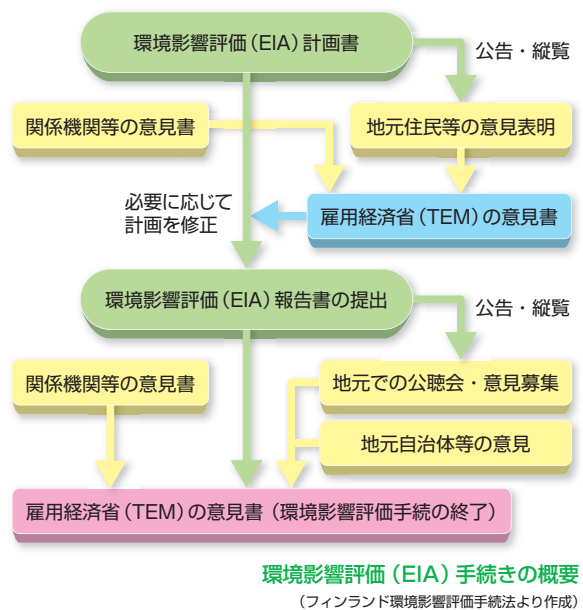 環境影響評価(EIA)計画書
公告・縦覧
関係機関等の意見書
地元住民等の意見表明
必要に応じて
計画を修正
雇用経済省(TEM)の意見書
環境影響評価(EIA)報告書の提出
公告・縦覧
関係機関等の意見書
地元での公聴会・意見募集
地元自治体等の意見
雇用経済省(TEM)の意見書(環境影響評価手続の終了)
環境影響評価(EIA)手続きの概要
(フィンランド環境影響評価手続法より作成)